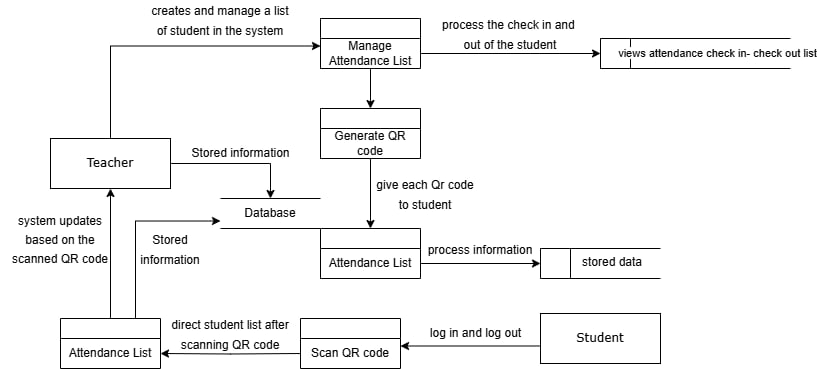 creates and manage a list
of student in the system
process the check in and
out of the student
Manage
Attendance List
views attendance check in- check out list
Generate QR
code
Teacher
Stored information
give each Qr code
to student
Database
system updates
based on the
scanned QR code
Stored
information
Attendance List
process information
stored data
direct student list after
scanning QR code
log in and log out
Student
Attendance List
Scan QR code